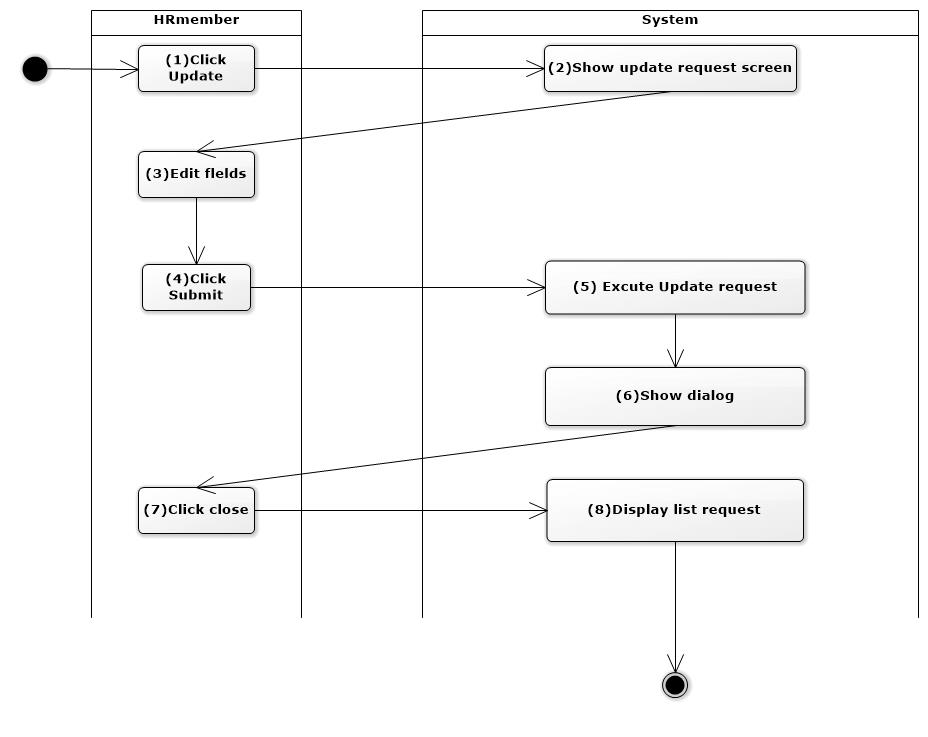 HRmember
System
(1)Click
Update
(2)Show update request screen
(3)Edit fields
(4)Click
Submit
(5) Excute Update request
(6)Show dialog
(7)Click close
(8)Display list request